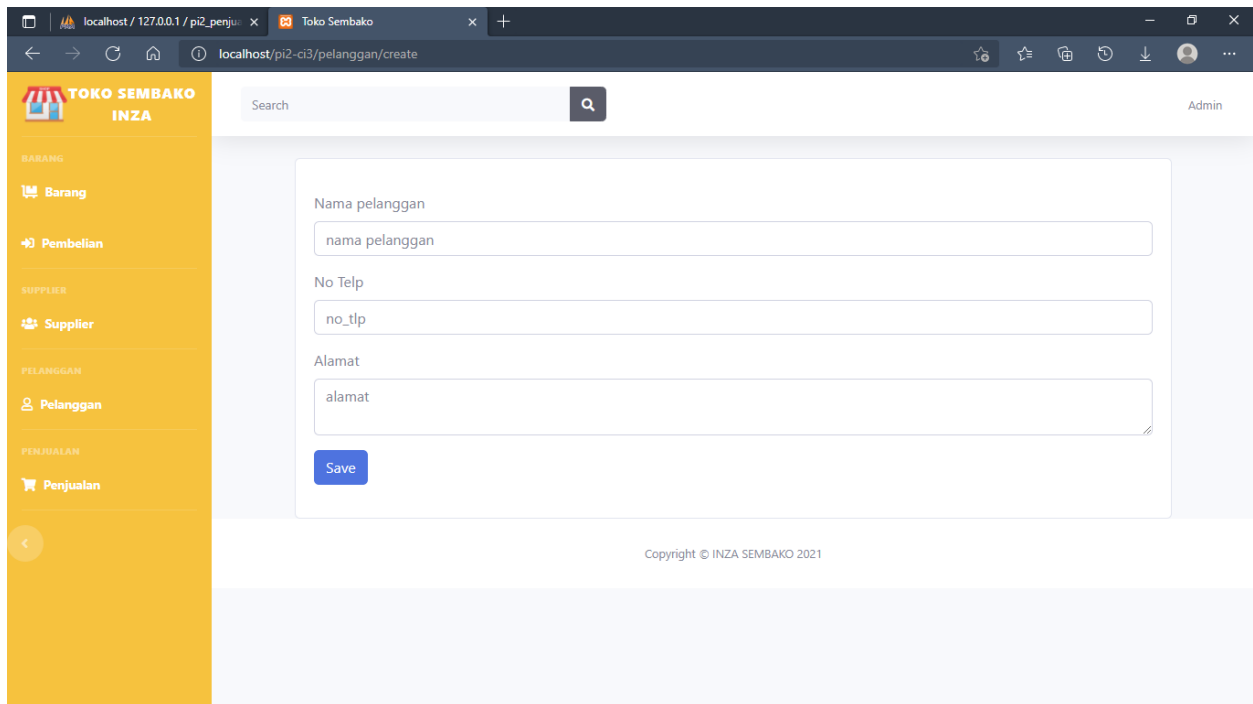 localhost / 127.0.0.1 / pi2_penjua
Toko Sembako
localhost/pi2-ci3/pelanggan/create
TOKO SEMBAKO
INZA
Search
Admin
BARANG
Barang
Pembelian
SUPPLIER
Supplier
PELANGGAN
Pelanggan
PENJUALAN
Penjualan
Nama pelanggan
nama pelanggan
No Telp
no_tlp
Alamat
alamat
Save
Copyright © INZA SEMBAKO 2021